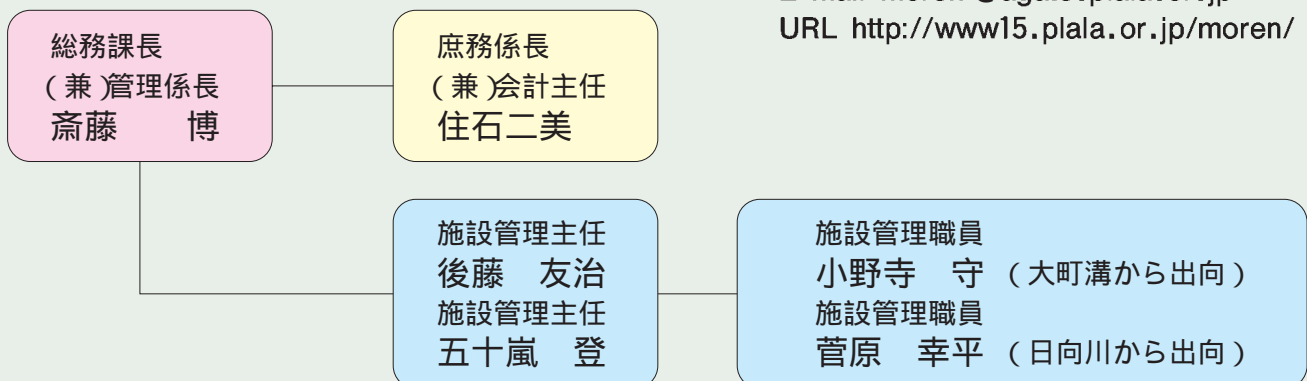 URL http://www15.plala.or.jp/moren/
総務課長
(兼)管理係長
斎藤　博
庶務係長
(兼)会計主任
住石二美
施設管理主任
後藤　友治
施設管理主任
五十嵐　登
施設管理職員
小野寺　守 (大町溝から出向)
施設管理職員
菅原　幸平 (日向川から出向)